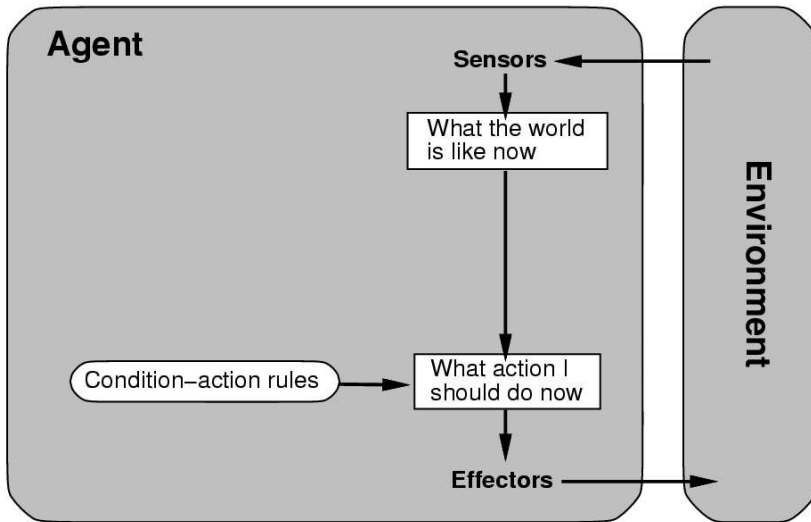 Agent
Sensors
What the world
is like now
Environment
Condition–action rules
What action I
should do now
Effectors